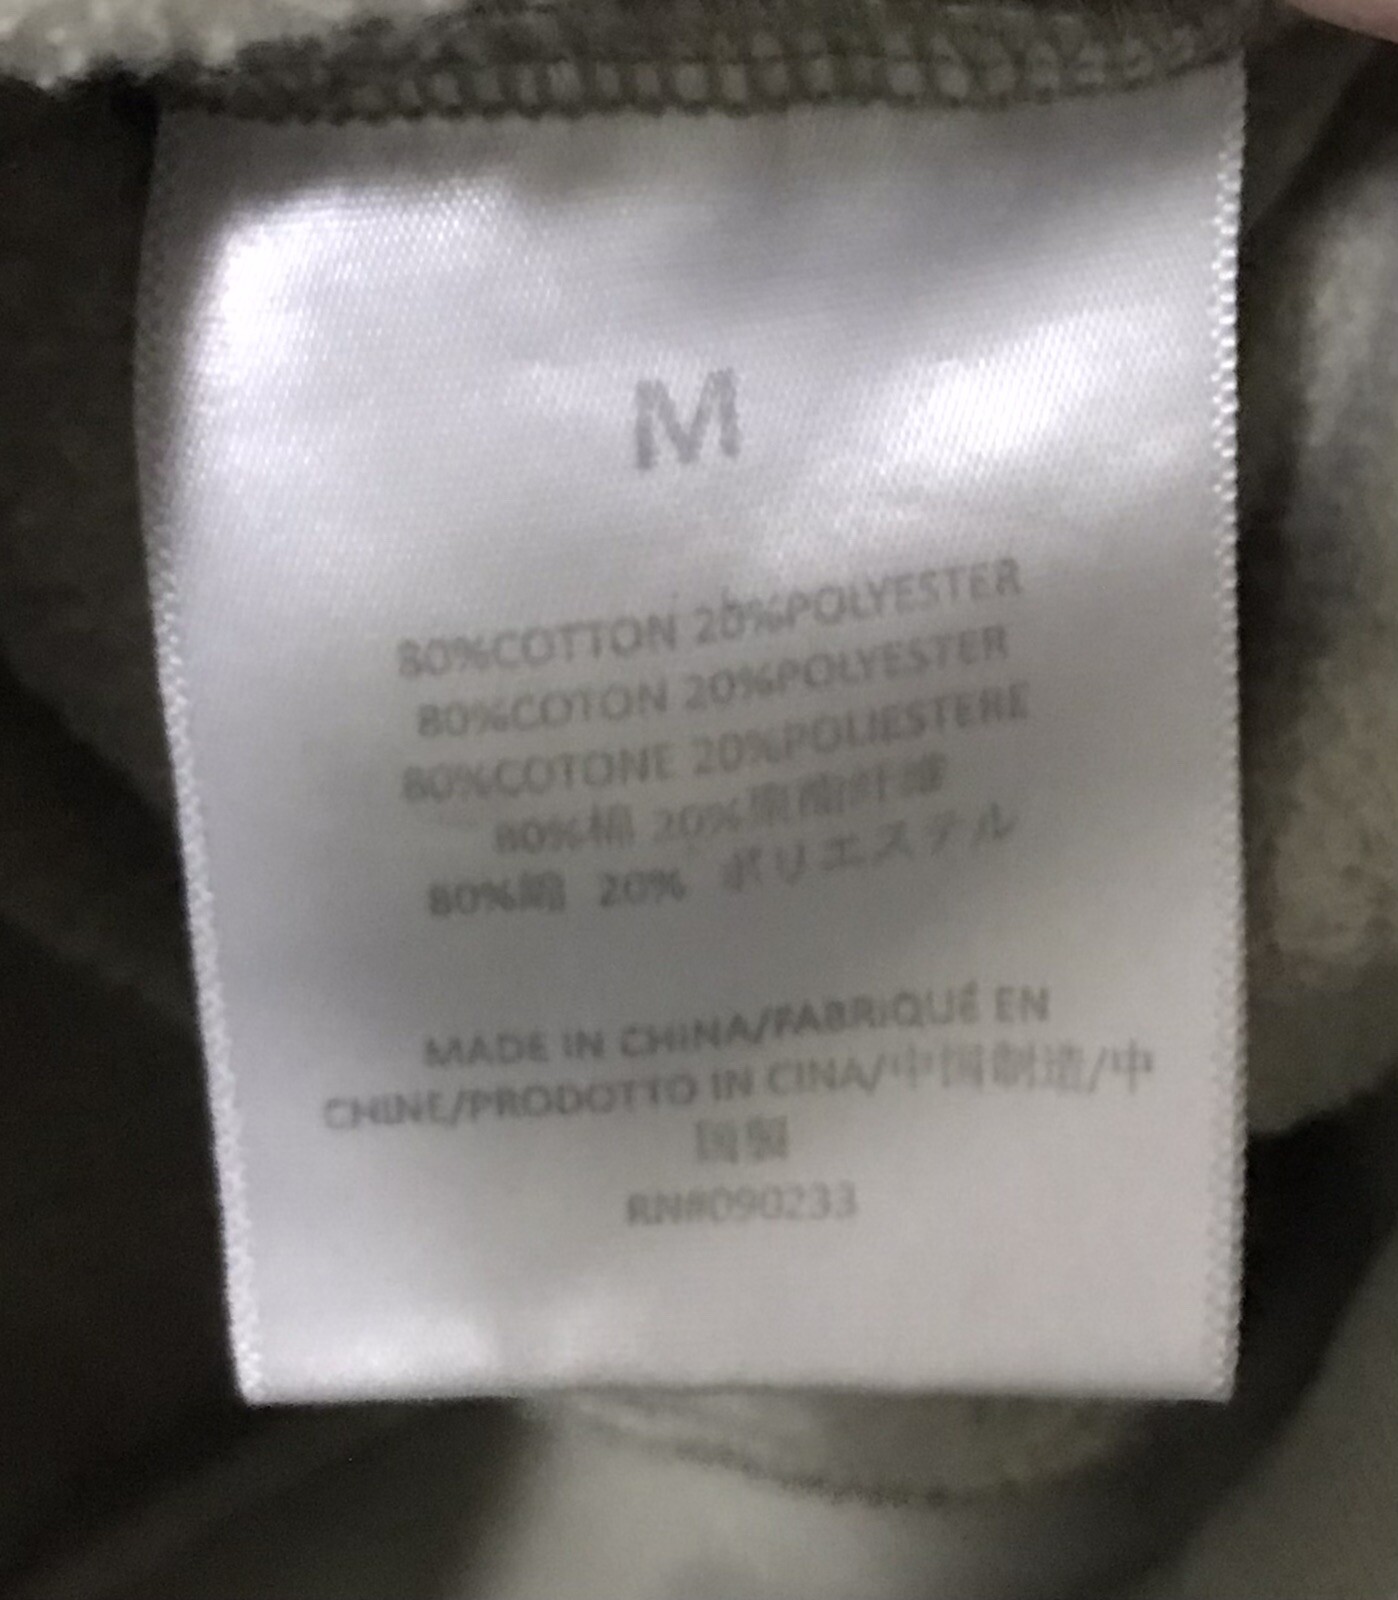 M
80%COTTON 20%POLYESTER
80%COTON 20%POLYESTER
80%COTONE 20%POLIESTERE
80%棉 20%聚酯纤维
80%綿 20% ポリエステル
MADE IN CHINA/FABRIQUÉ EN
CHINE/PRODOTTO IN CINA/中国制造/中
国製
RN#090233